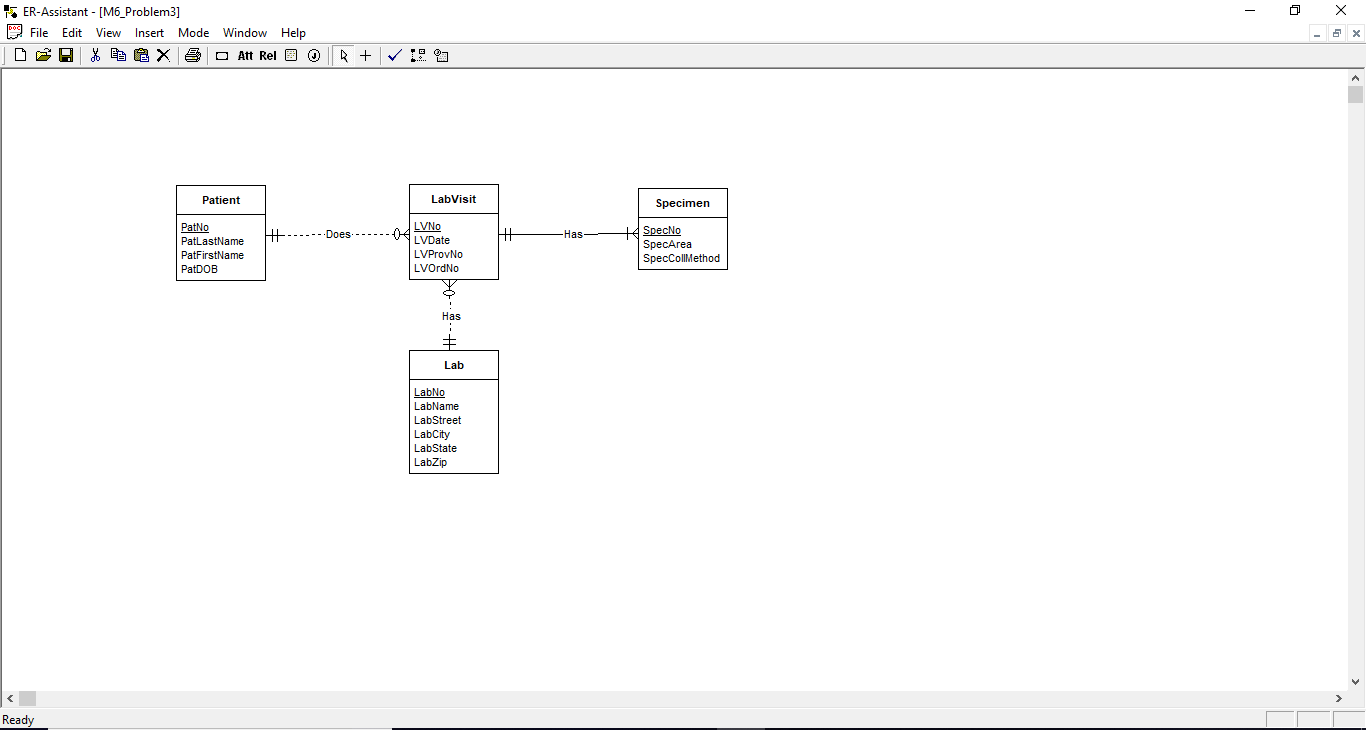 ER-Assistant - [M6_Problem3]
File Edit View Insert Mode Window Help
DOC
Att Rel J
Patient
PatNo
PatLastName
PatFirstName
PatDOB
Does
LabVisit
LVNo
LVDate
LVProvNo
LVOrdNo
Has
Specimen
SpecNo
SpecArea
SpecCollMethod
Has
Lab
LabNo
LabName
LabStreet
LabCity
LabState
LabZip
Ready